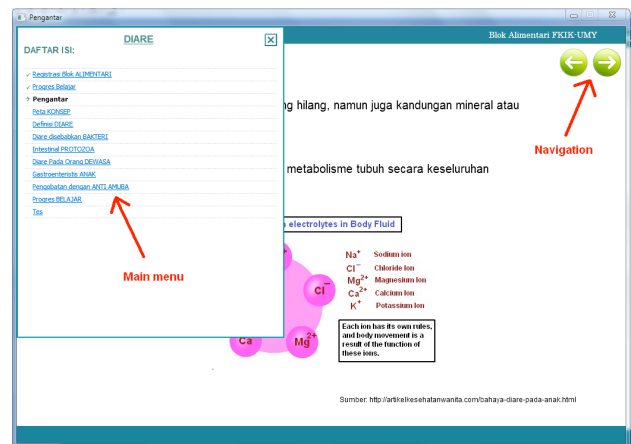 Pengantar
Blok Alimentari FKIK-UMY
DIARE
DAFTAR ISI:
Registrasi Blok ALIMENTARI
Progres Belajar
Pengantar
Peta KONSEP
Definisi DIARE
Diare disebabkan BAKTERI
Intestinal PROTOZOA
Diare Pada Orang DEWASA
Gastroenteristis ANAK
Pengobatan dengan ANTI AMUBA
Progres BELAJAR
Tes
Main menu
Navigation
hilang, namun juga kandungan mineral atau
metabolisme tubuh secara keseluruhan
electrolytes in Body Fluid
Na+ Sodium ion
Cl− Chloride Ion
Mg2+ Magnesium Ion
Ca2+ Calcium Ion
K+ Potassium Ion
Cl−
Ca
Mg2+
Each ion has its own rules,
and body movement is a
result of the function of
these ions.
Sumber: http://artikelkesehatanwanita.com/bahaya-diare-pada-anak.html